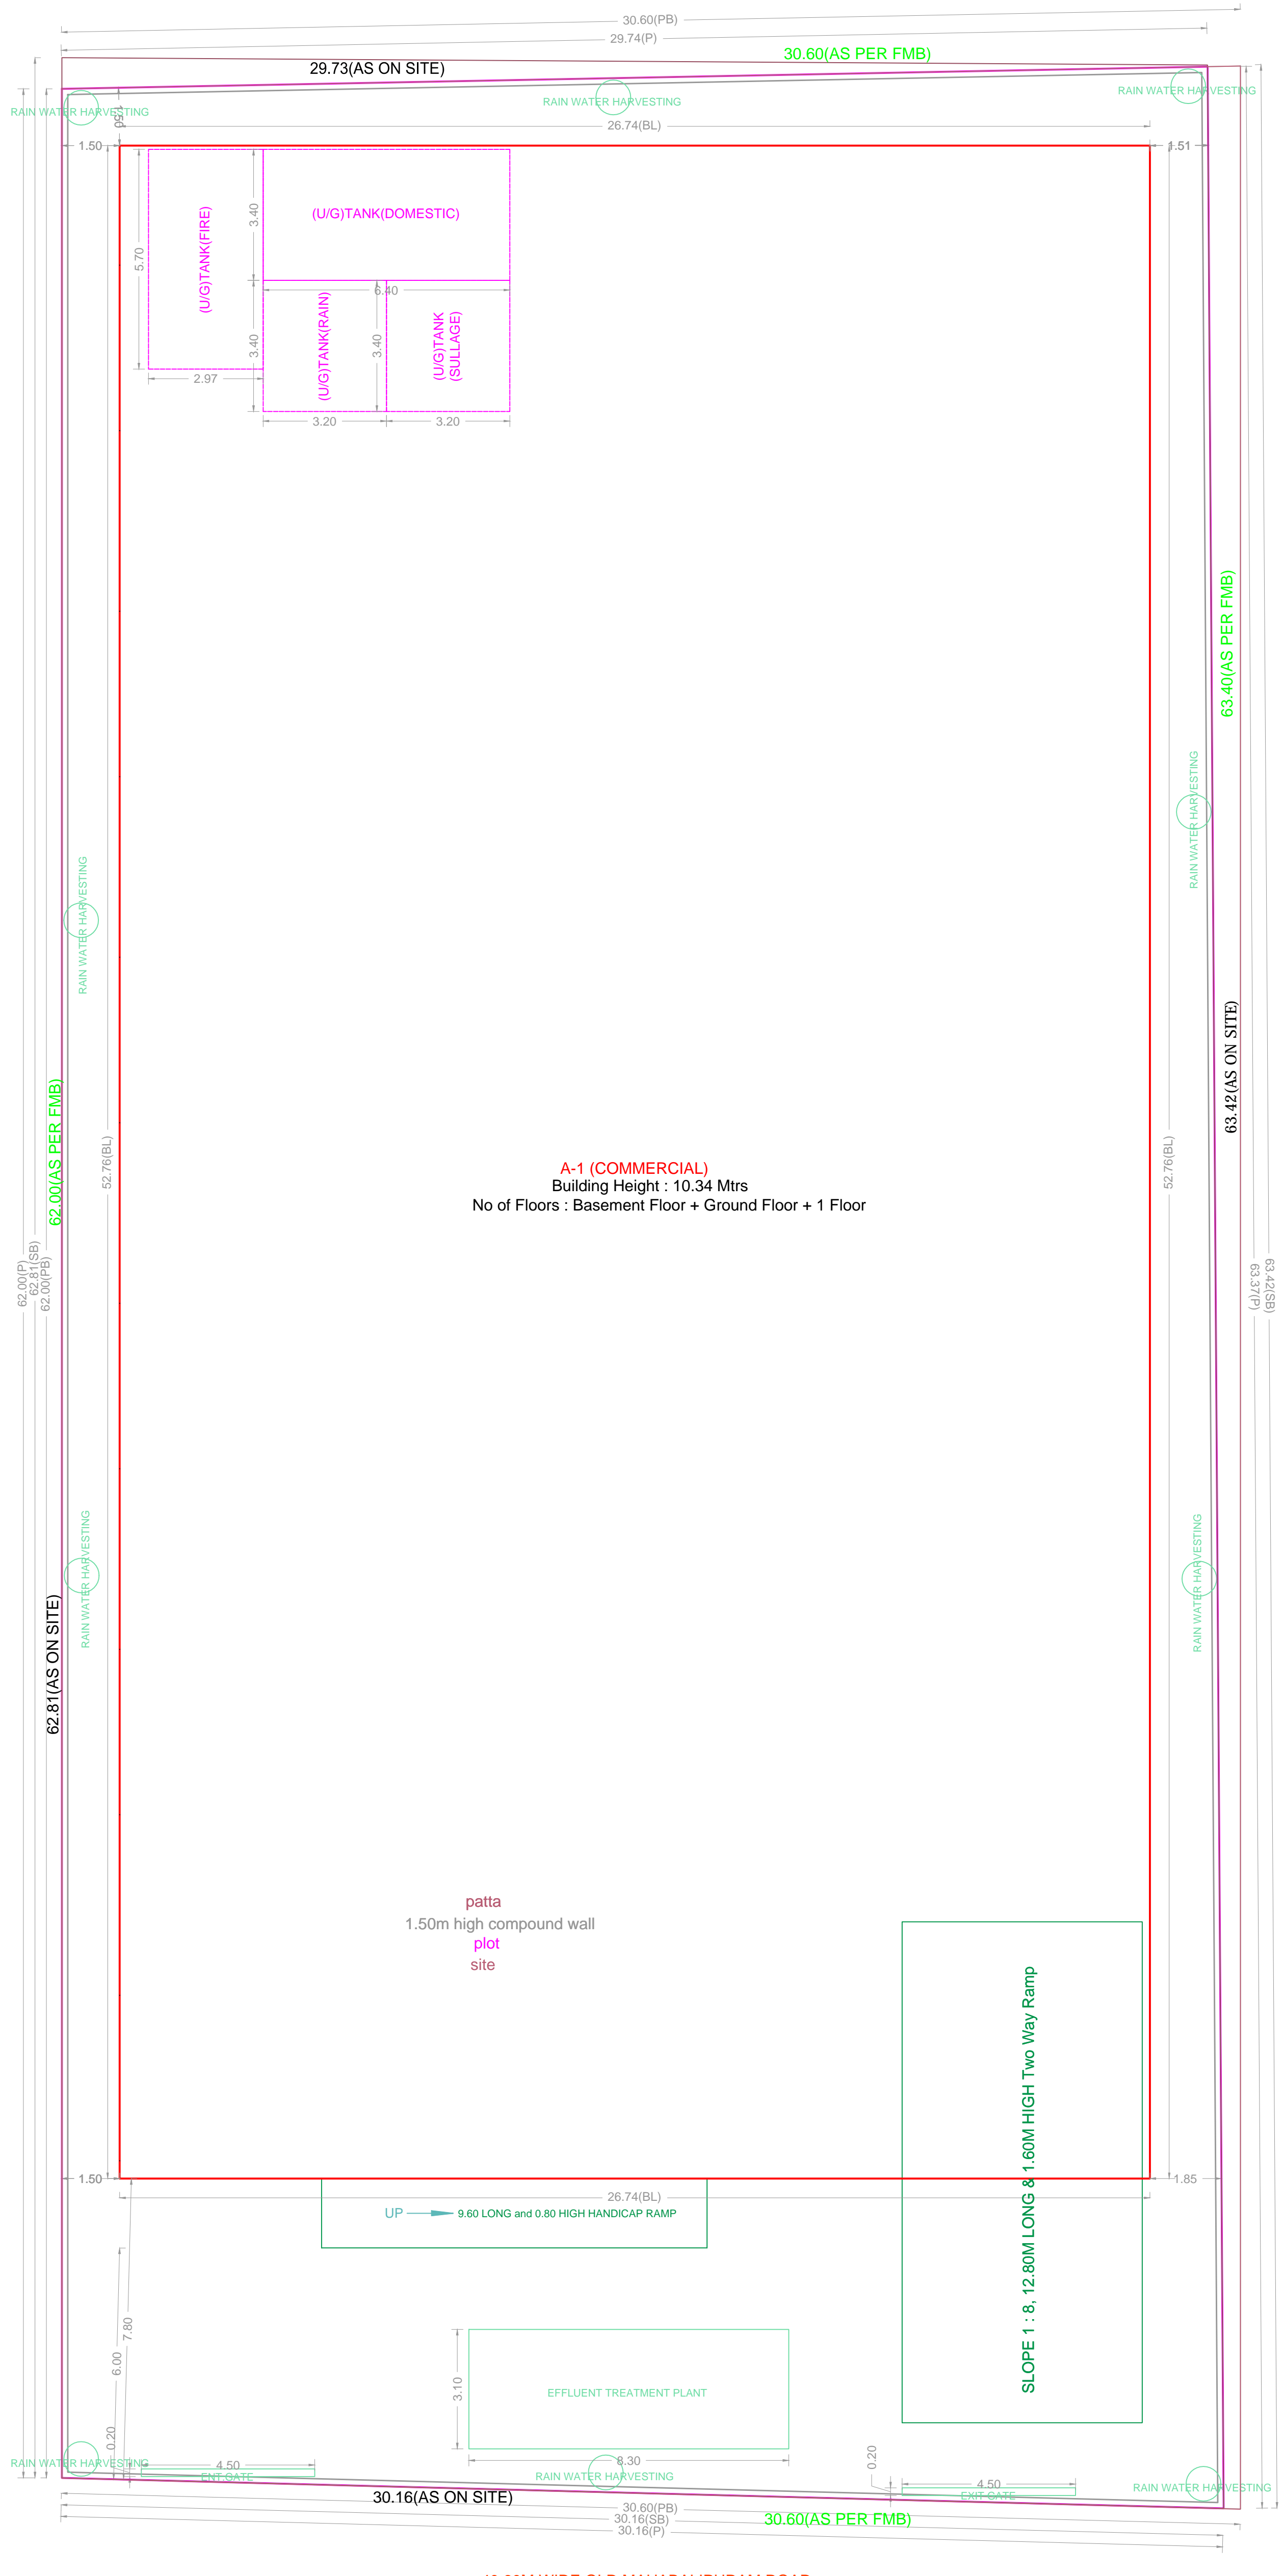 30.60(PB)
29.74(P)
30.60(AS PER FMB)
29.73(AS ON SITE)
RAIN WATER HARVESTING
RAIN WATER HARVESTING
RAIN WATER HARVESTING
1.50
26.74(BL)
1.50
1.51
(U/G)TANK(FIRE)
5.70
2.97
3.40
(U/G)TANK(DOMESTIC)
6.40
3.40
(U/G)TANK(RAIN)
3.40
(U/G)TANK
(SULLAGE)
3.20
3.20
63.40(AS PER FMB)
RAIN WATER HARVESTING
RAIN WATER HARVESTING
63.42(AS ON SITE)
62.00(AS PER FMB)
52.76(BL)
52.76(BL)
A-1 (COMMERCIAL)
Building Height : 10.34 Mtrs
No of Floors : Basement Floor + Ground Floor + 1 Floor
62.00(P)
62.81(SB)
62.00(PB)
63.37(P)
63.42(SB)
RAIN WATER HARVESTING
RAIN WATER HARVESTING
62.81(AS ON SITE)
patta
1.50m high compound wall
plot
site
SLOPE 1 : 8, 12.80M LONG & 1.60M HIGH Two Way Ramp
1.50
1.85
26.74(BL)
UP
9.60 LONG and 0.80 HIGH HANDICAP RAMP
7.80
6.00
3.10
EFFLUENT TREATMENT PLANT
8.30
0.20
RAIN WATER HARVESTING
4.50
ENT.GATE
RAIN WATER HARVESTING
0.20
4.50
EXIT GATE
RAIN WATER HARVESTING
30.16(AS ON SITE)
30.60(PB)
30.16(SB)
30.16(P)
30.60(AS PER FMB)